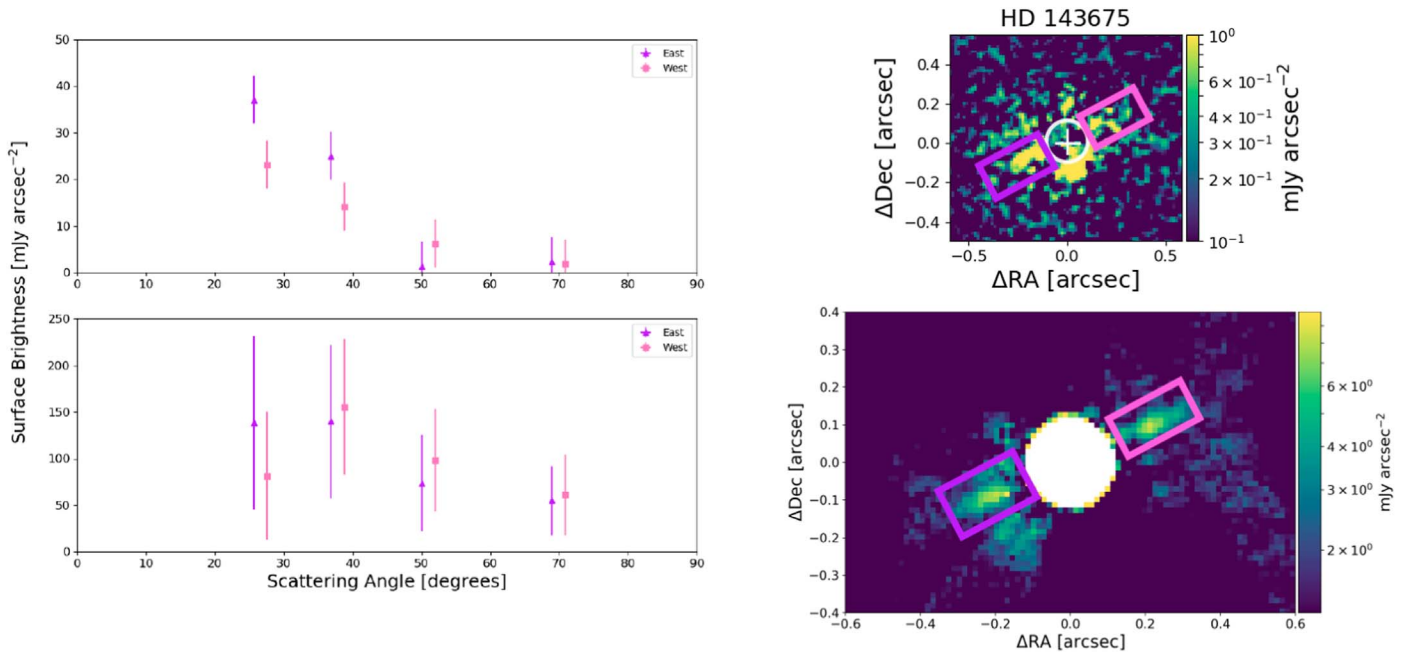 Surface Brightness [mJy arcsec⁻²]
50
40
30
20
10
0
East
West
0 10 20 30 40 50 60 70 80 90
250
200
150
100
50
0
East
West
0 10 20 30 40 50 60 70 80 90
Scattering Angle [degrees]
HD 143675
ΔDec [arcsec]
0.4
0.2
0.0
−0.2
−0.4
−0.5 0.0 0.5
ΔRA [arcsec]
10⁰
6 × 10⁻¹
4 × 10⁻¹
3 × 10⁻¹
2 × 10⁻¹
10⁻¹
mJy arcsec⁻²
ΔDec [arcsec]
0.4
0.3
0.2
0.1
0.0
−0.1
−0.2
−0.3
−0.4
−0.6 −0.4 −0.2 0.0 0.2 0.4 0.6
ΔRA [arcsec]
6 × 10⁰
4 × 10⁰
3 × 10⁰
2 × 10⁰
mJy arcsec⁻²